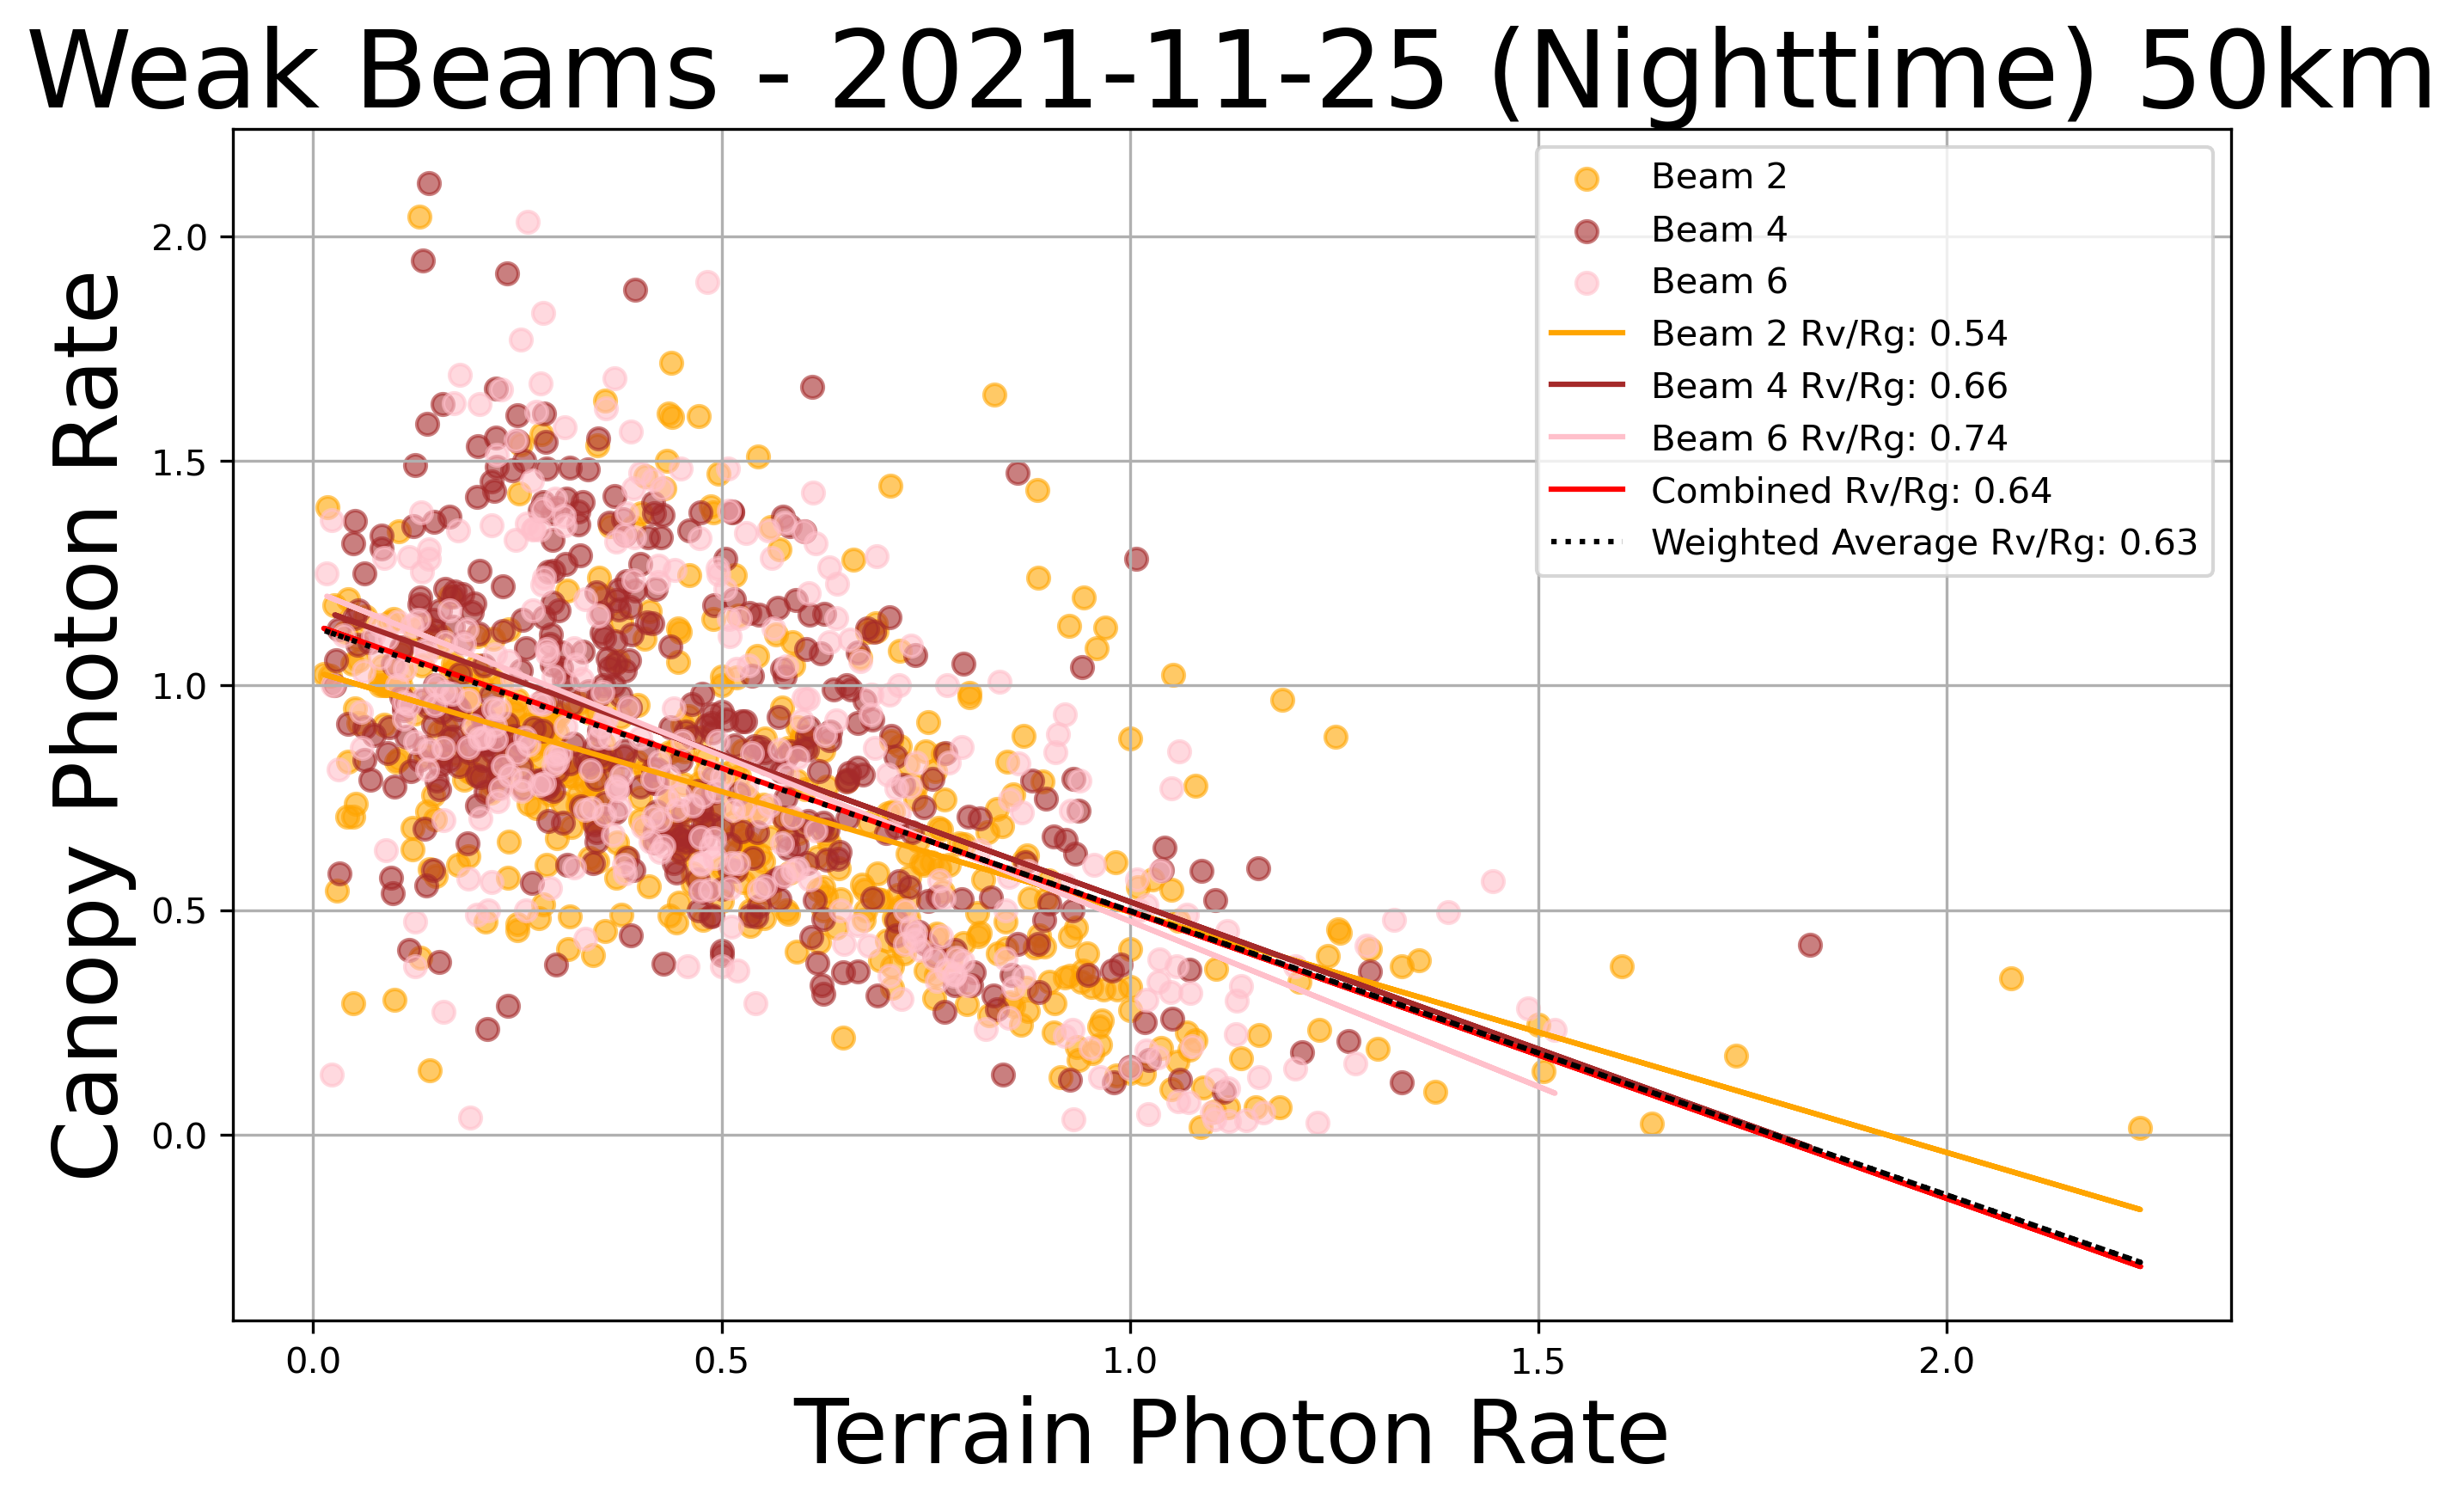 Weak Beams - 2021-11-25 (Nighttime) 50km
Canopy Photon Rate
2.0
1.5
1.0
0.5
0.0
Beam 2
Beam 4
Beam 6
Beam 2 Rv/Rg: 0.54
Beam 4 Rv/Rg: 0.66
Beam 6 Rv/Rg: 0.74
Combined Rv/Rg: 0.64
Weighted Average Rv/Rg: 0.63
0.0 0.5 1.0 1.5 2.0
Terrain Photon Rate